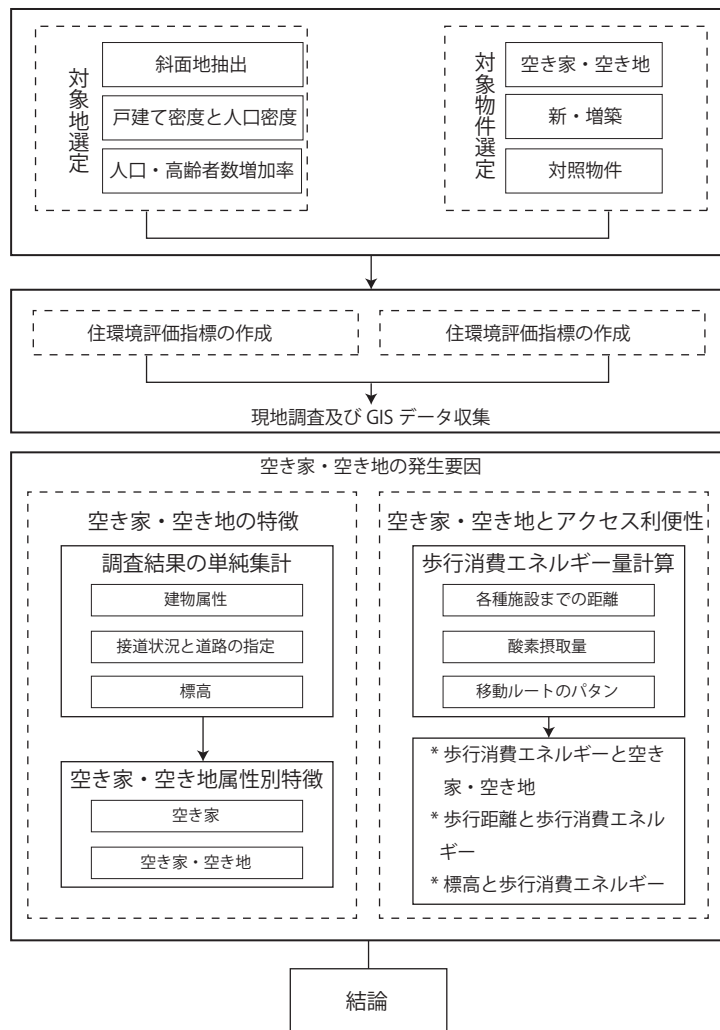 対象地選定
斜面地抽出
戸建て密度と人口密度
人口・高齢者数増加率
対象物件選定
空き家・空き地
新・増築
対照物件
住環境評価指標の作成
住環境評価指標の作成
現地調査及び GIS データ収集
空き家・空き地の発生要因
空き家・空き地の特徴
調査結果の単純集計
建物属性
接道状況と道路の指定
標高
空き家・空き地属性別特徴
空き家
空き家・空き地
空き家・空き地とアクセス利便性
歩行消費エネルギー量計算
各種施設までの距離
酸素摂取量
移動ルートのパタン
* 歩行消費エネルギーと空き
家・空き地
* 歩行距離と歩行消費エネル
ギー
* 標高と歩行消費エネルギー
結論